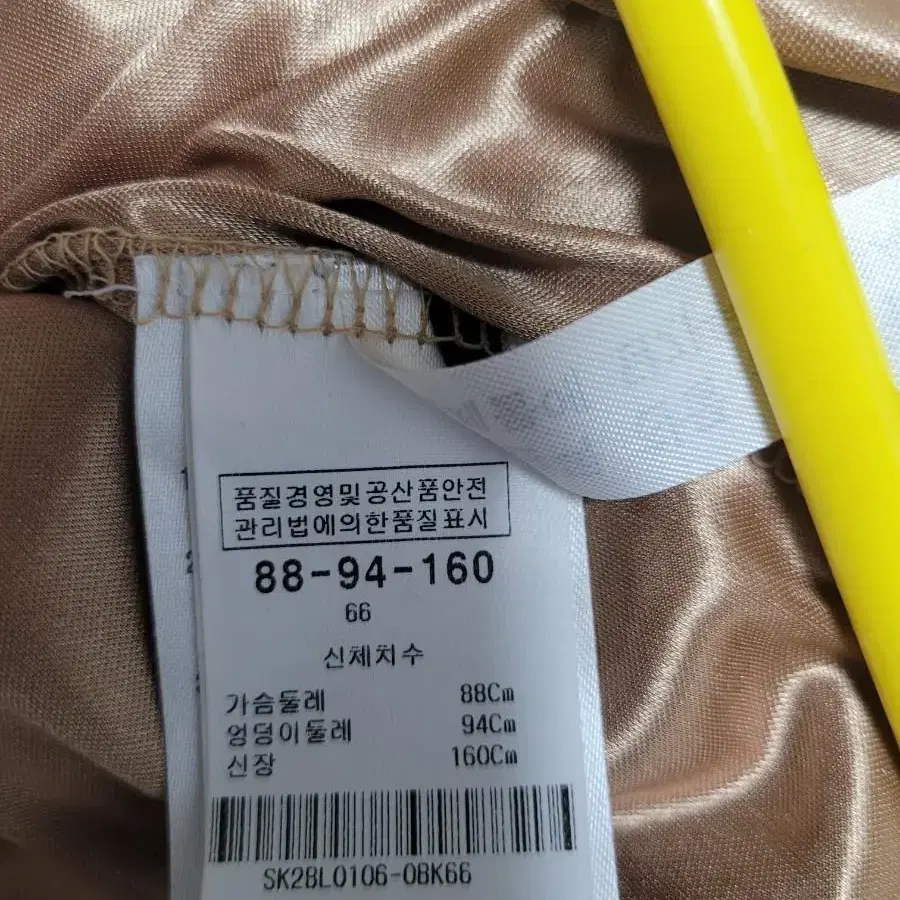 품질경영및공산품안전
관리법에의한품질표시
88-94-160
66
신체치수
가슴둘레 88Cm
엉덩이둘레 94Cm
신장 160Cm
SK2BL0106-0BK66